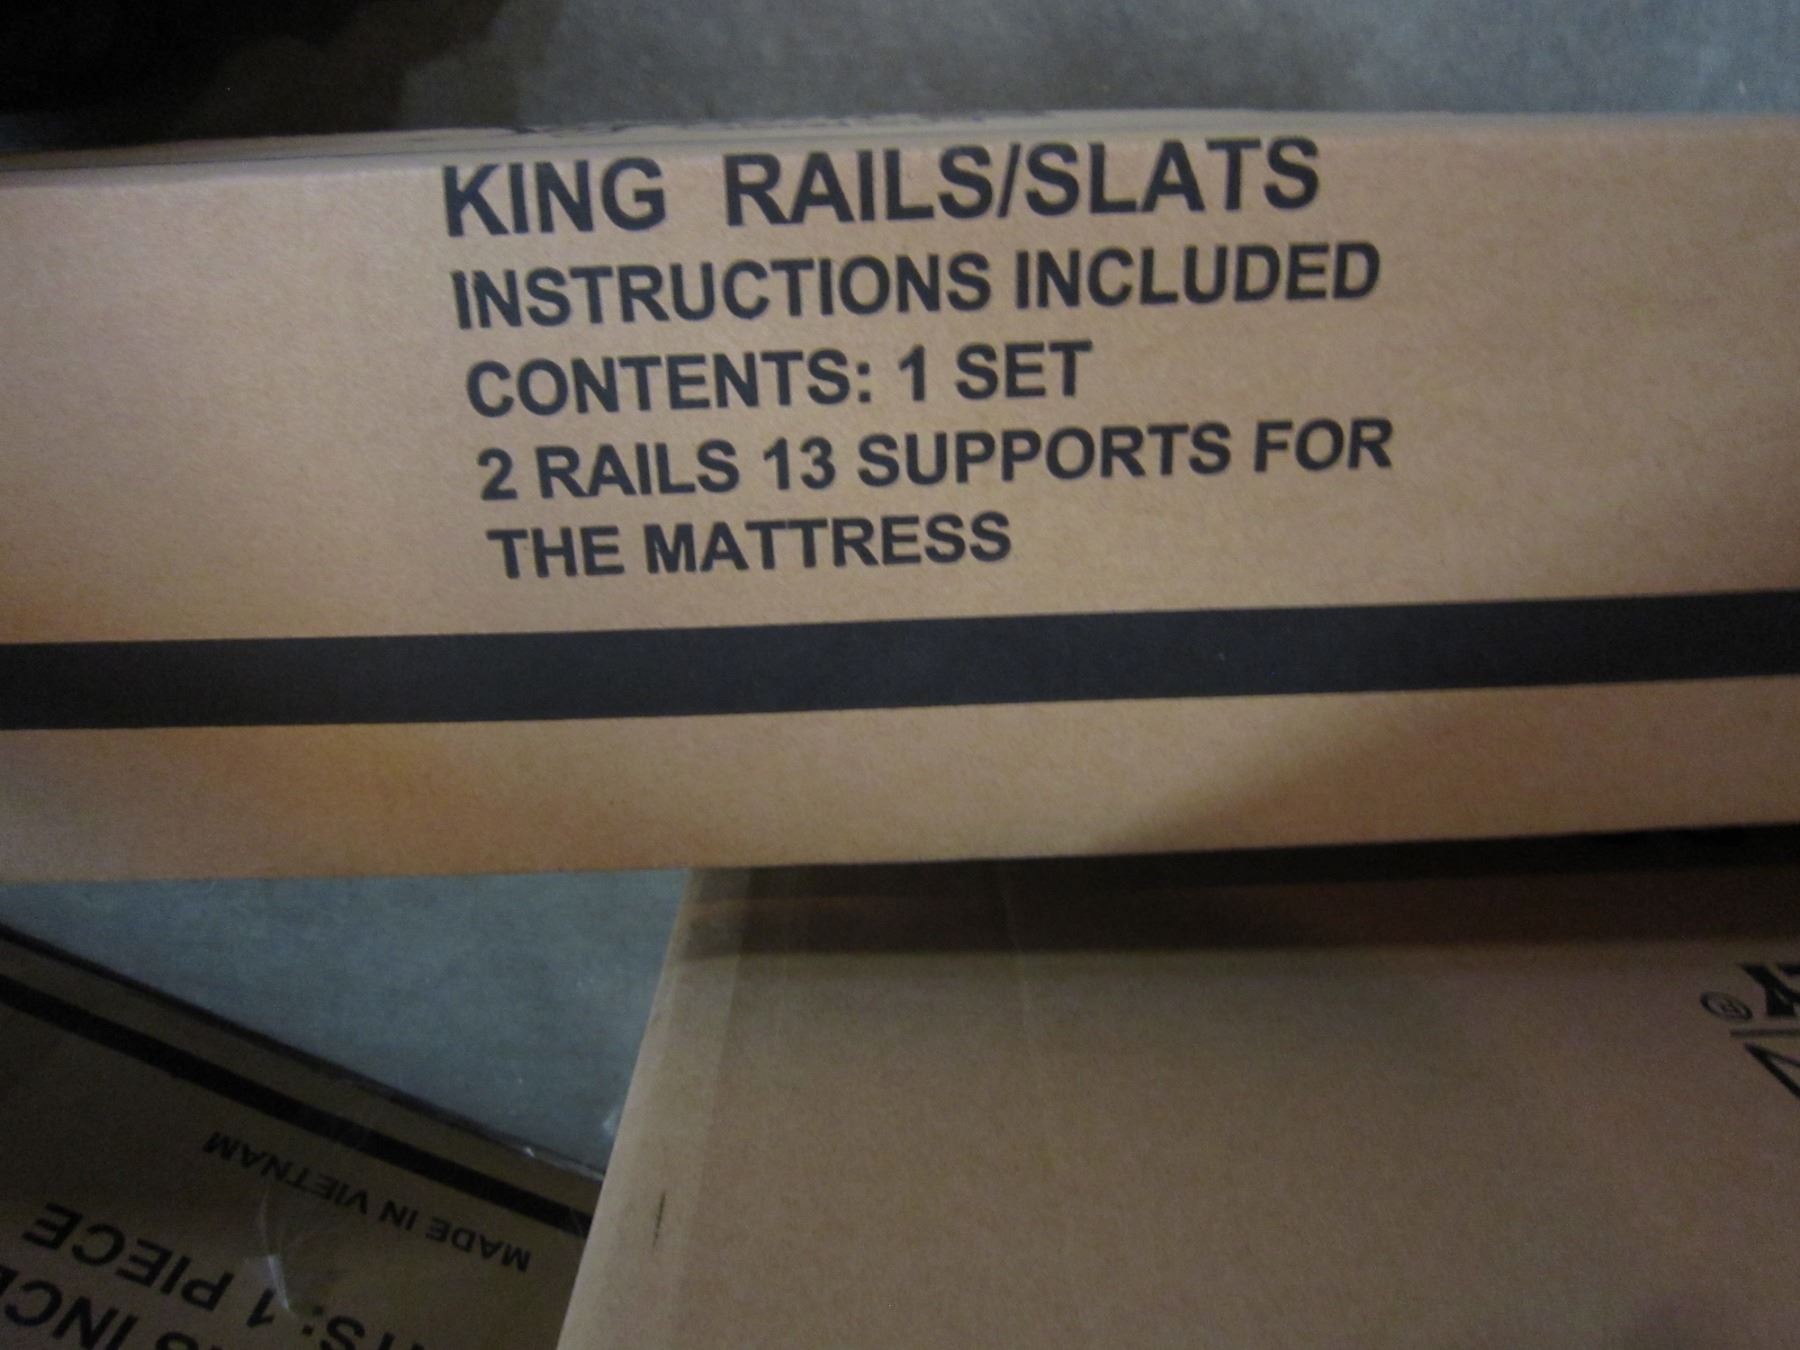 KING RAILS/SLATS
INSTRUCTIONS INCLUDED
CONTENTS: 1 SET
2 RAILS 13 SUPPORTS FOR
THE MATTRESS
MADE IN VIETNAM
1 PIECE